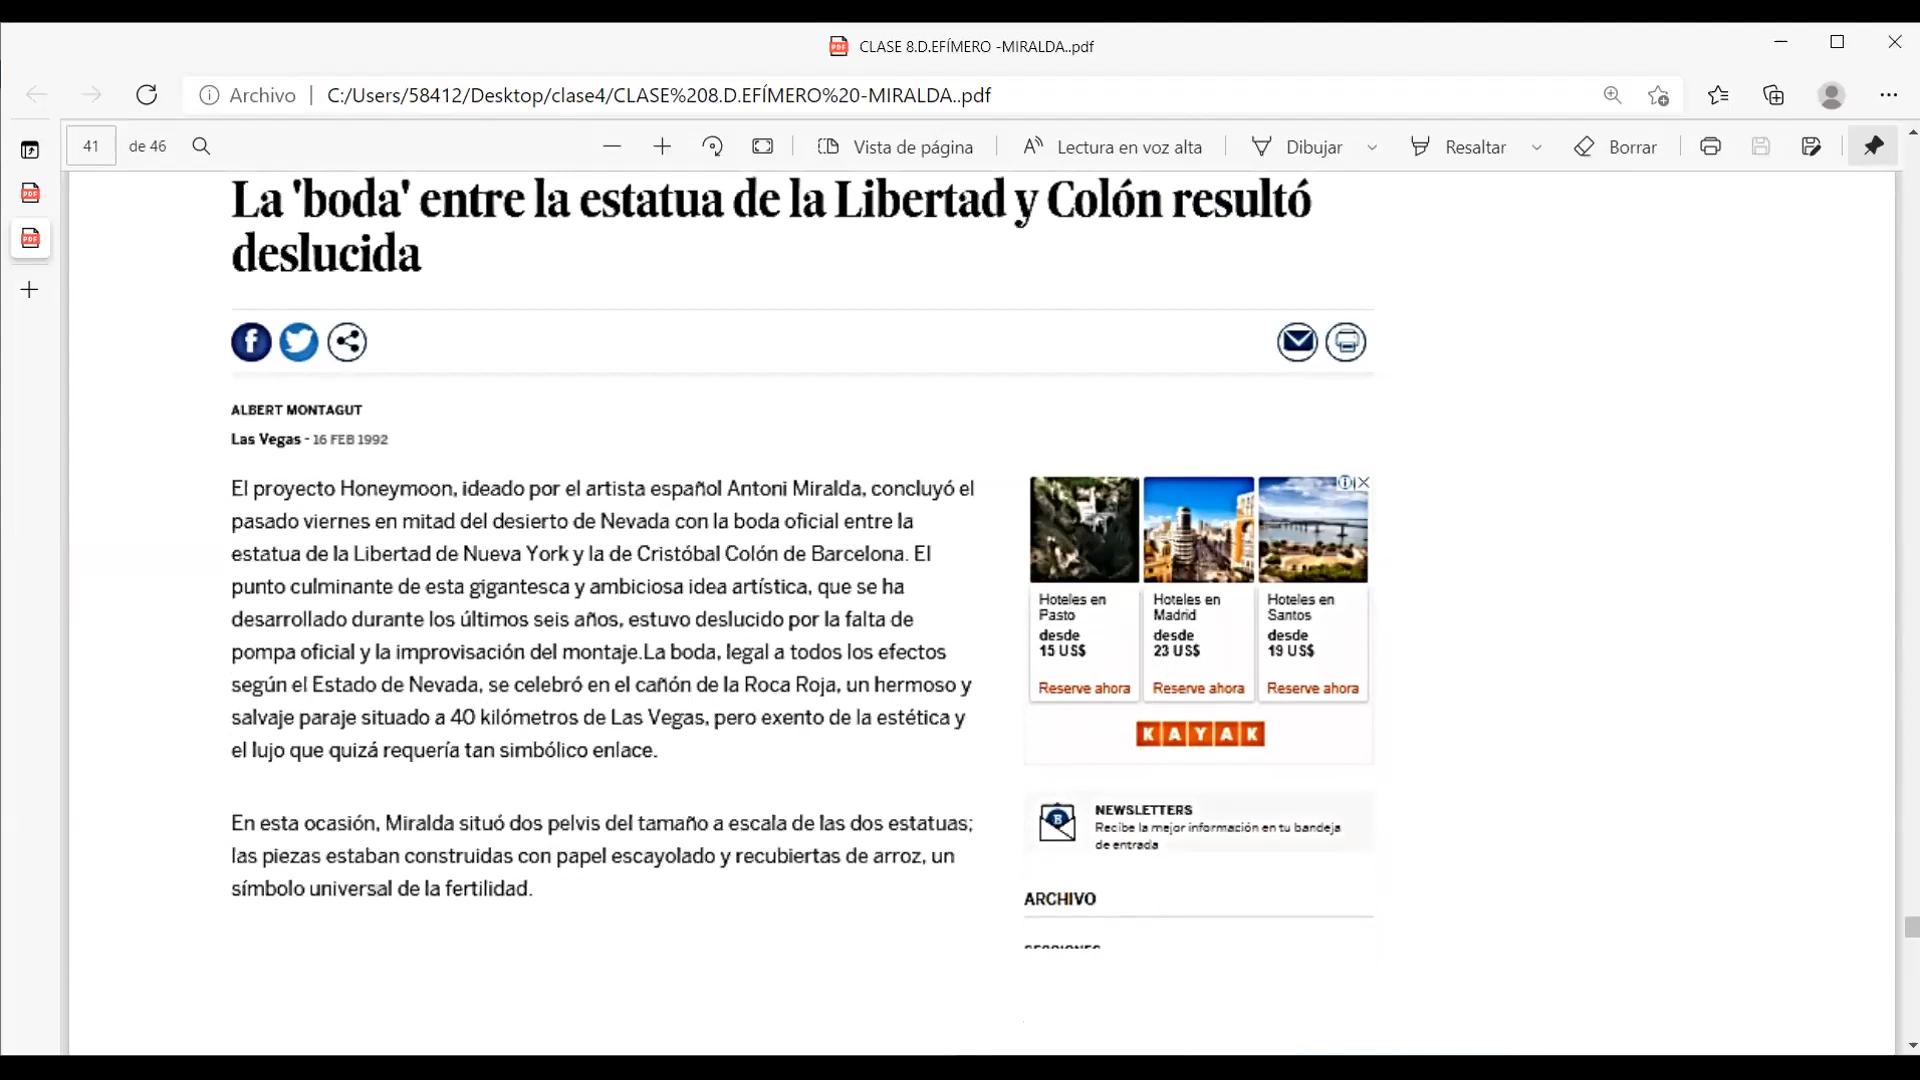 CLASE 8.D.EFÍMERO -MIRALDA..pdf
Archivo | C:/Users/58412/Desktop/clase4/CLASE%208.D.EFÍMERO%20-MIRALDA..pdf
41 de 46
Vista de página
Lectura en voz alta
Dibujar
Resaltar
Borrar
La 'boda' entre la estatua de la Libertad y Colón resultó
deslucida
ALBERT MONTAGUT
Las Vegas - 16 FEB 1992
El proyecto Honeymoon, ideado por el artista español Antoni Miralda, concluyó el
pasado viernes en mitad del desierto de Nevada con la boda oficial entre la
estatua de la Libertad de Nueva York y la de Cristóbal Colón de Barcelona. El
punto culminante de esta gigantesca y ambiciosa idea artística, que se ha
desarrollado durante los últimos seis años, estuvo deslucido por la falta de
pompa oficial y la improvisación del montaje.La boda, legal a todos los efectos
según el Estado de Nevada, se celebró en el cañón de la Roca Roja, un hermoso y
salvaje paraje situado a 40 kilómetros de Las Vegas, pero exento de la estética y
el lujo que quizá requería tan simbólico enlace.
En esta ocasión, Miralda situó dos pelvis del tamaño a escala de las dos estatuas;
las piezas estaban construidas con papel escayolado y recubiertas de arroz, un
símbolo universal de la fertilidad.
Hoteles en
Pasto
desde
15 US$
Reserve ahora
Hoteles en
Madrid
desde
23 US$
Reserve ahora
Hoteles en
Santos
desde
19 US$
Reserve ahora
KAYAK
NEWSLETTERS
Recibe la mejor información en tu bandeja
de entrada
ARCHIVO